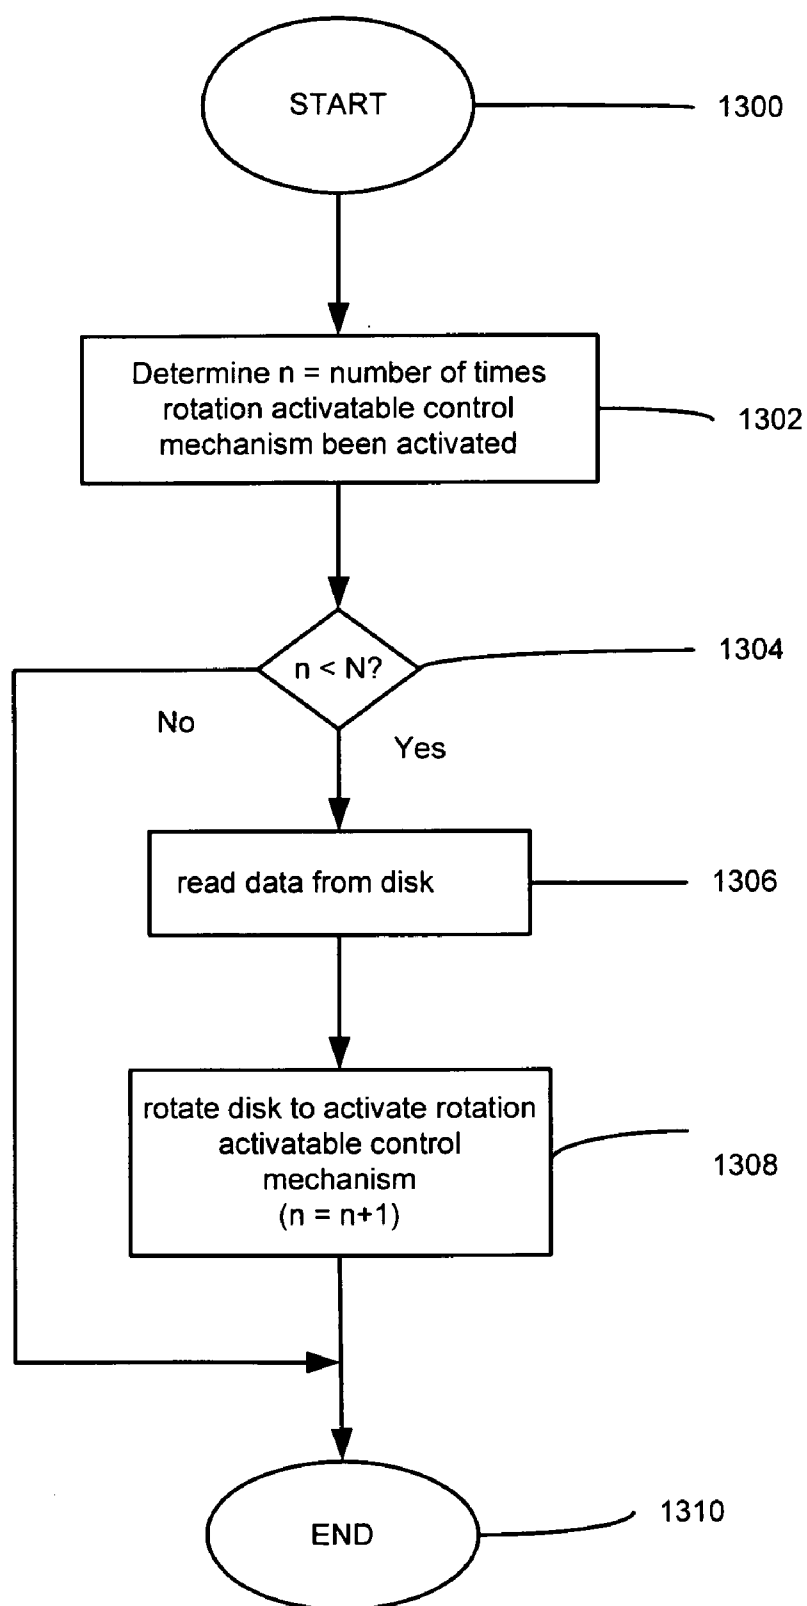 START
1300
Determine n = number of times
rotation activatable control
mechanism been activated
1302
n < N?
1304
No
Yes
read data from disk
1306
rotate disk to activate rotation
activatable control
mechanism
(n = n+1)
1308
END
1310